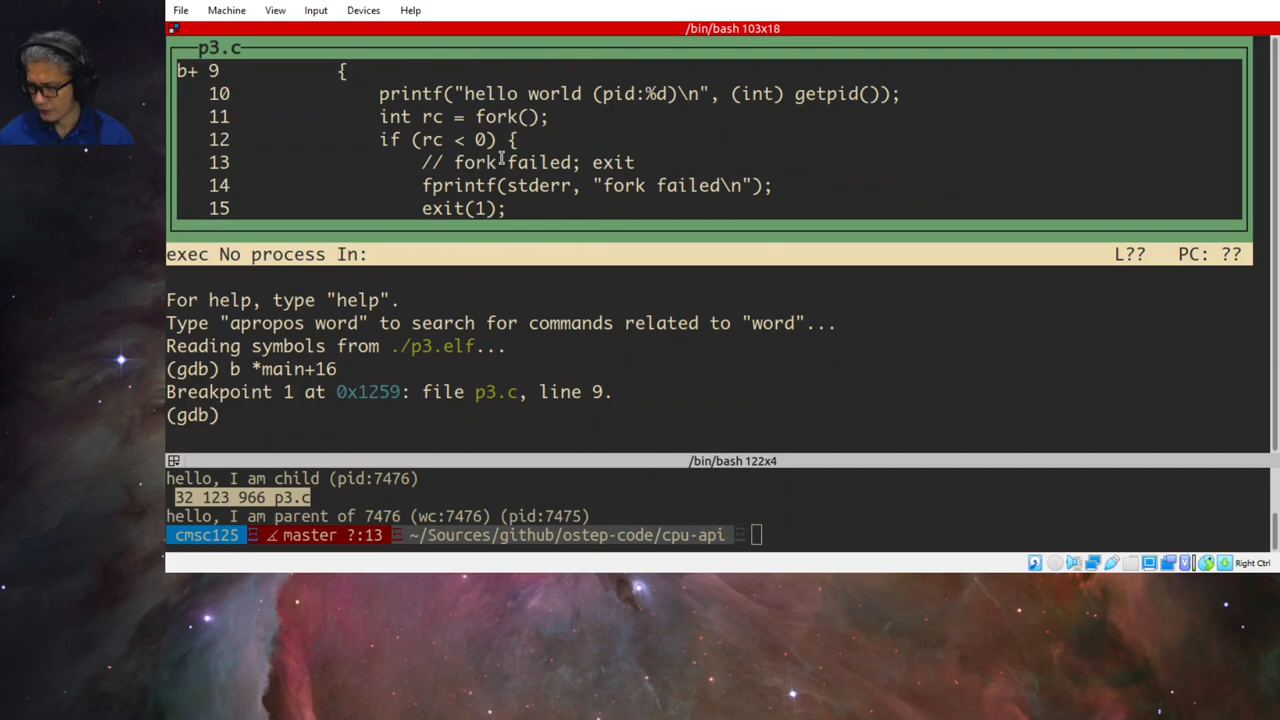 File Machine View Input Devices Help
/bin/bash 103x18
p3.c
b+ 9 {
10 printf("hello world (pid:%d)\n", (int) getpid());
11 int rc = fork();
12 if (rc < 0) {
13 // fork failed; exit
14 fprintf(stderr, "fork failed\n");
15 exit(1);
exec No process In: L?? PC: ??
For help, type "help".
Type "apropos word" to search for commands related to "word"...
Reading symbols from ./p3.elf...
(gdb) b *main+16
Breakpoint 1 at 0x1259: file p3.c, line 9.
(gdb)
/bin/bash 122x4
hello, I am child (pid:7476)
32 123 966 p3.c
hello, I am parent of 7476 (wc:7476) (pid:7475)
cmsc125 master ?:13 ~/Sources/github/ostep-code/cpu-api
Right Ctrl